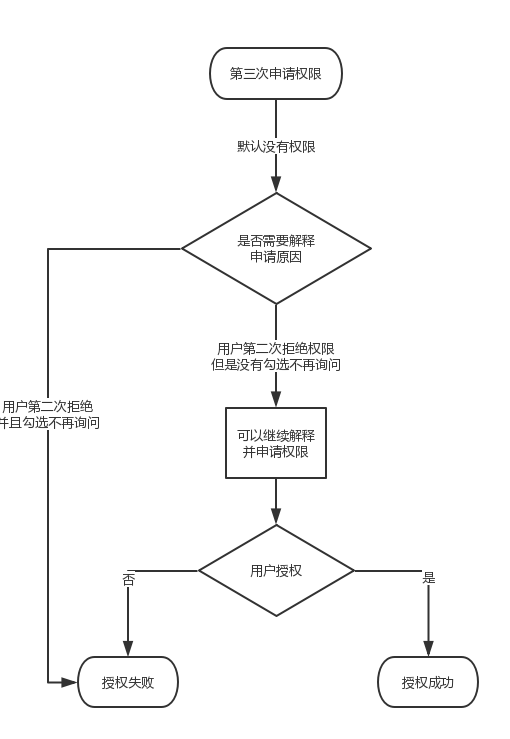 第三次申请权限
默认没有权限
是否需要解释
申请原因
用户第二次拒绝权限
但是没有勾选不再询问
用户第二次拒绝
并且勾选不再询问
可以继续解释
并申请权限
用户授权
否
是
授权失败
授权成功